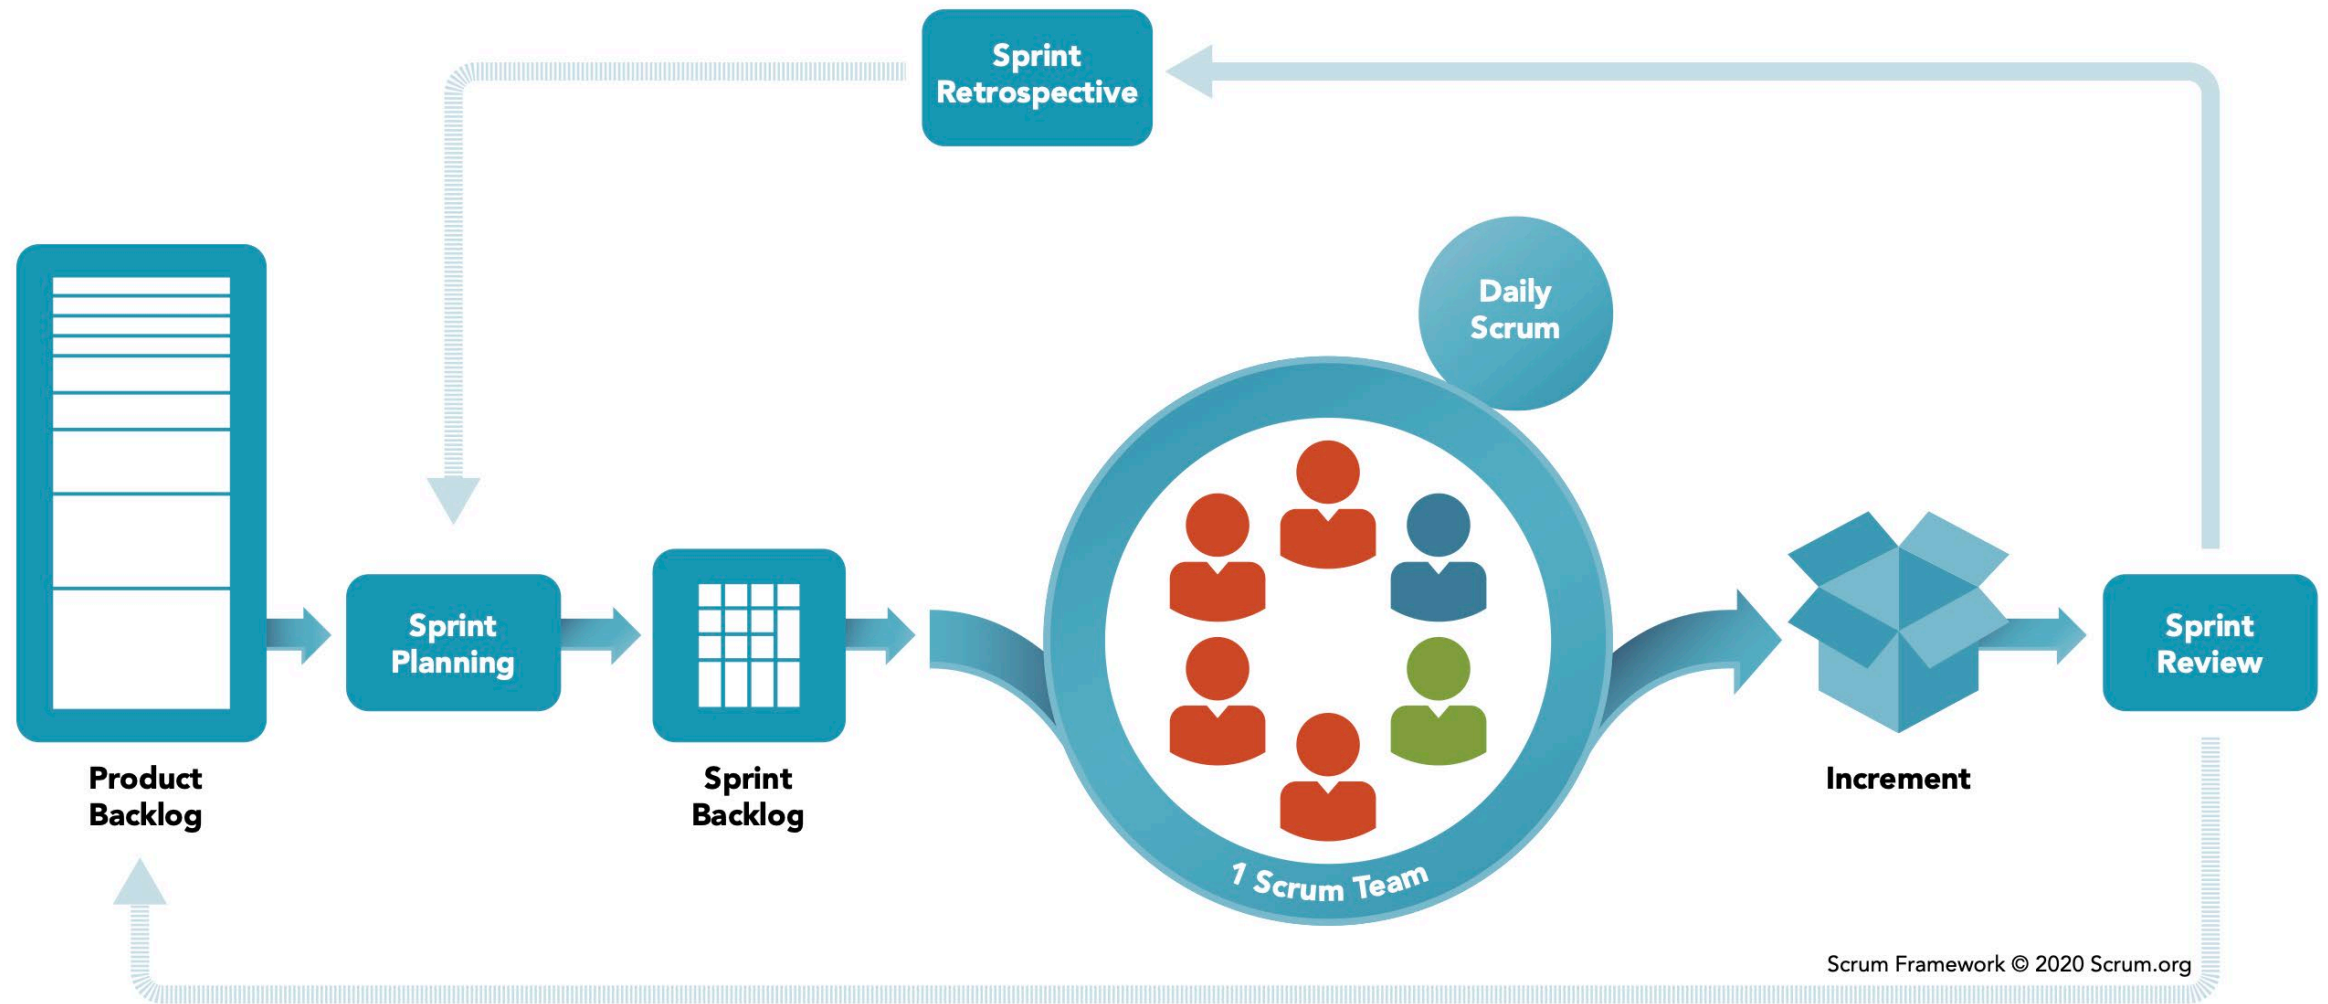 Sprint
Retrospective
Daily
Scrum
Sprint
Planning
Sprint
Review
Product
Backlog
Sprint
Backlog
Increment
1 Scrum Team
Scrum Framework © 2020 Scrum.org